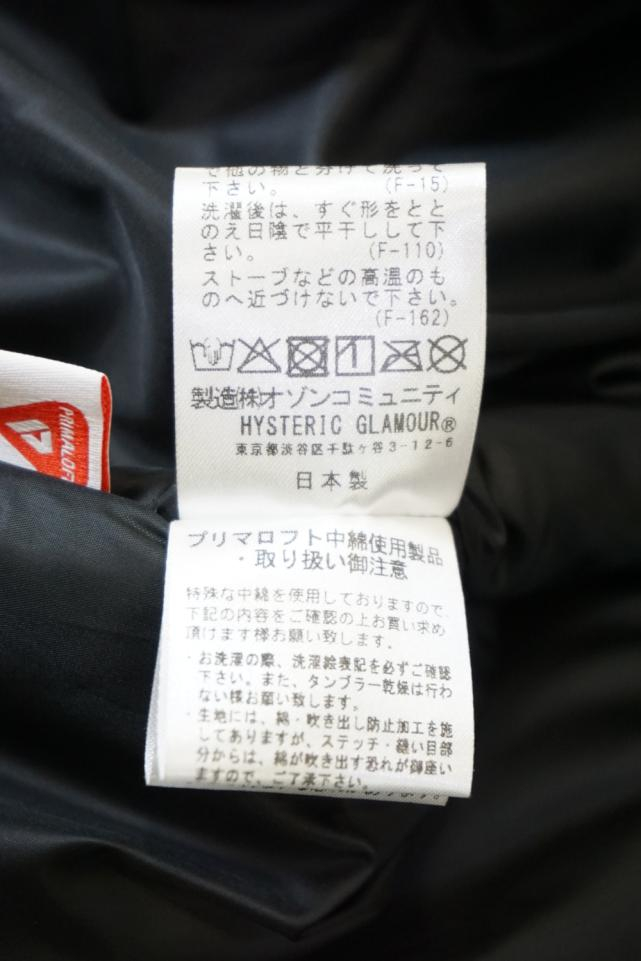 で他の物と分けて洗って
下さい。 (F-15)
洗濯後は、すぐ形をとと
のえ日陰で平干しして下
さい。 (F-110)
ストーブなどの高温のも
のへ近づけないで下さい。
(F-162)
製造㈱オゾンコミュニティ
HYSTERIC GLAMOUR®
東京都渋谷区千駄ヶ谷3-12-6
日本製
PRIMALOFT
プリマロフト中綿使用製品
・取り扱い御注意
特殊な中綿を使用しておりますので、
下記の内容をご確認の上お買い求め
頂けます様お願い致します。
・お洗濯の際、洗濯絵表記を必ずご確認
下さい。また、タンブラー乾燥は行わ
ない様お願い致します。
・生地には、綿・吹き出し防止加工を施
してありますが、ステッチ・縫い目部
分からは、綿が吹き出す恐れが御座い
ますので、ご了承下さい。